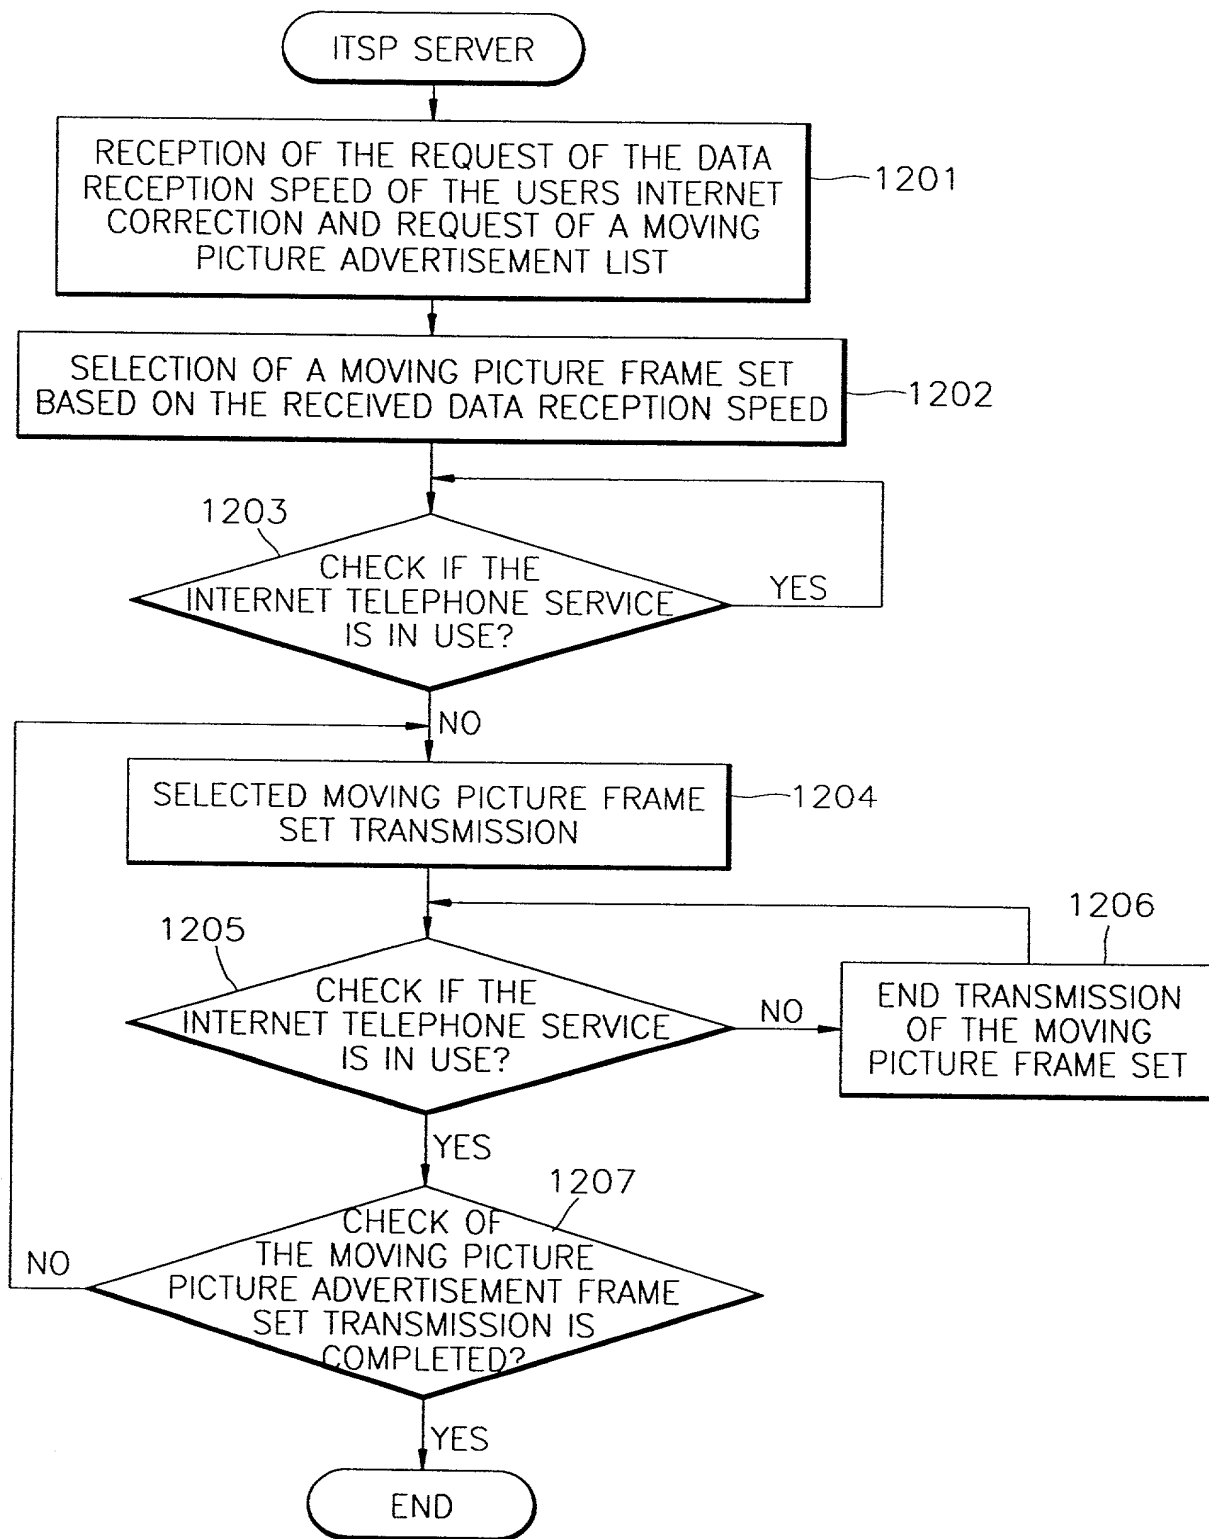 ITSP SERVER
RECEPTION OF THE REQUEST OF THE DATA
RECEPTION SPEED OF THE USERS INTERNET
CORRECTION AND REQUEST OF A MOVING
PICTURE ADVERTISEMENT LIST
1201
SELECTION OF A MOVING PICTURE FRAME SET
BASED ON THE RECEIVED DATA RECEPTION SPEED
1202
1203
CHECK IF THE
INTERNET TELEPHONE SERVICE
IS IN USE?
YES
NO
SELECTED MOVING PICTURE FRAME
SET TRANSMISSION
1204
1205
CHECK IF THE
INTERNET TELEPHONE SERVICE
IS IN USE?
NO
1206
END TRANSMISSION
OF THE MOVING
PICTURE FRAME SET
YES
1207
CHECK OF
THE MOVING PICTURE
PICTURE ADVERTISEMENT FRAME
SET TRANSMISSION IS
COMPLETED?
NO
YES
END